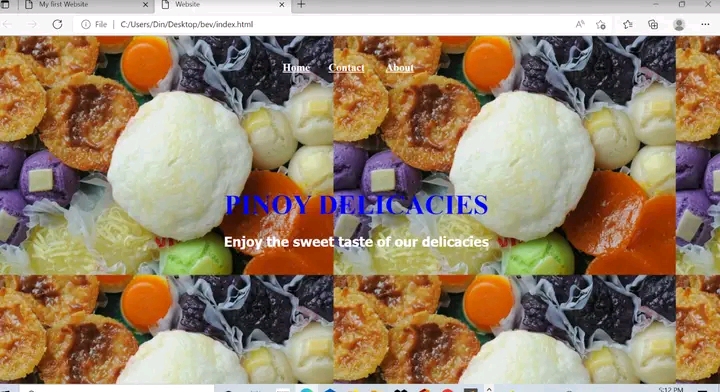 My first Website
Website
File
C:/Users/Din/Desktop/bev/index.html
Home Contact About
PINOY DELICACIES
Enjoy the sweet taste of our delicacies
5:12 PM